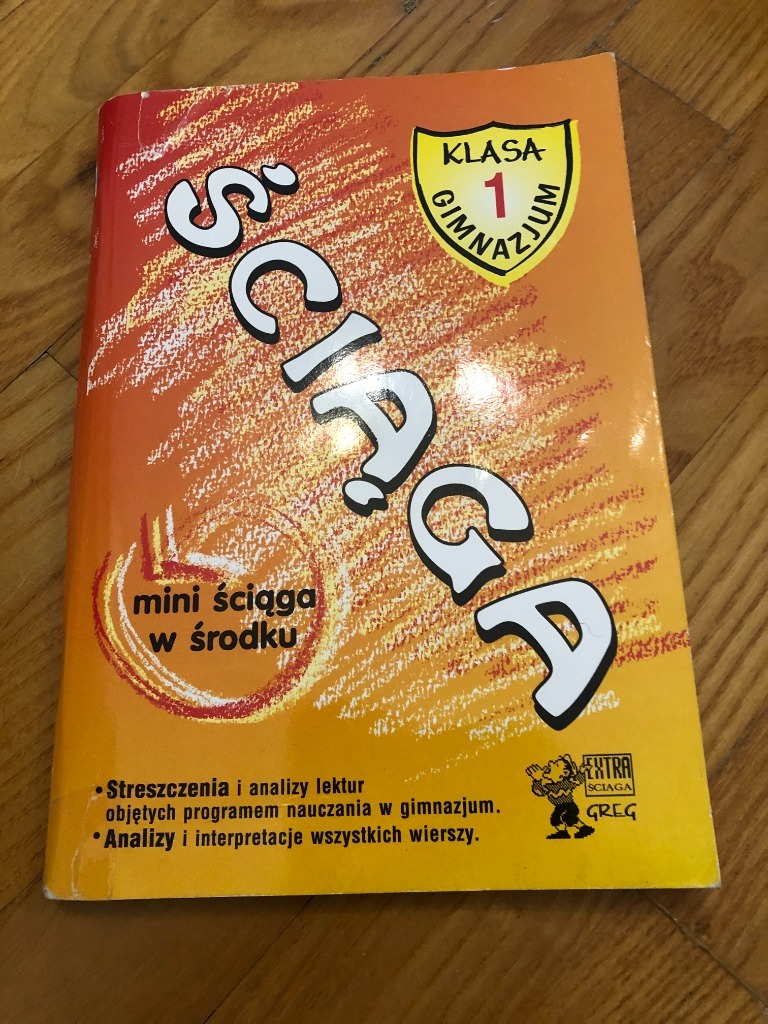 KLASA
1
GIMNAZJUM
ŚCIĄGA
mini ściąga
w środku
• Streszczenia i analizy lektur
objętych programem nauczania w gimnazjum.
• Analizy i interpretacje wszystkich wierszy.
EXTRA
ŚCIĄGA
GREG